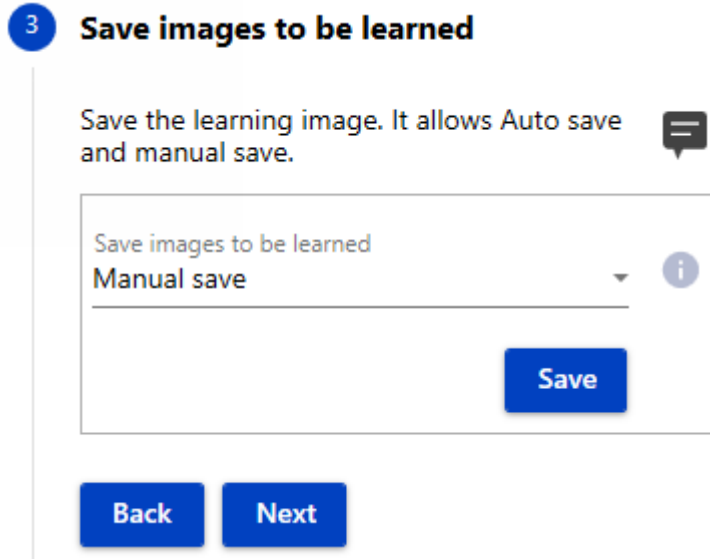 3 Save images to be learned
Save the learning image. It allows Auto save
and manual save.
Save images to be learned
Manual save
Save
Back Next